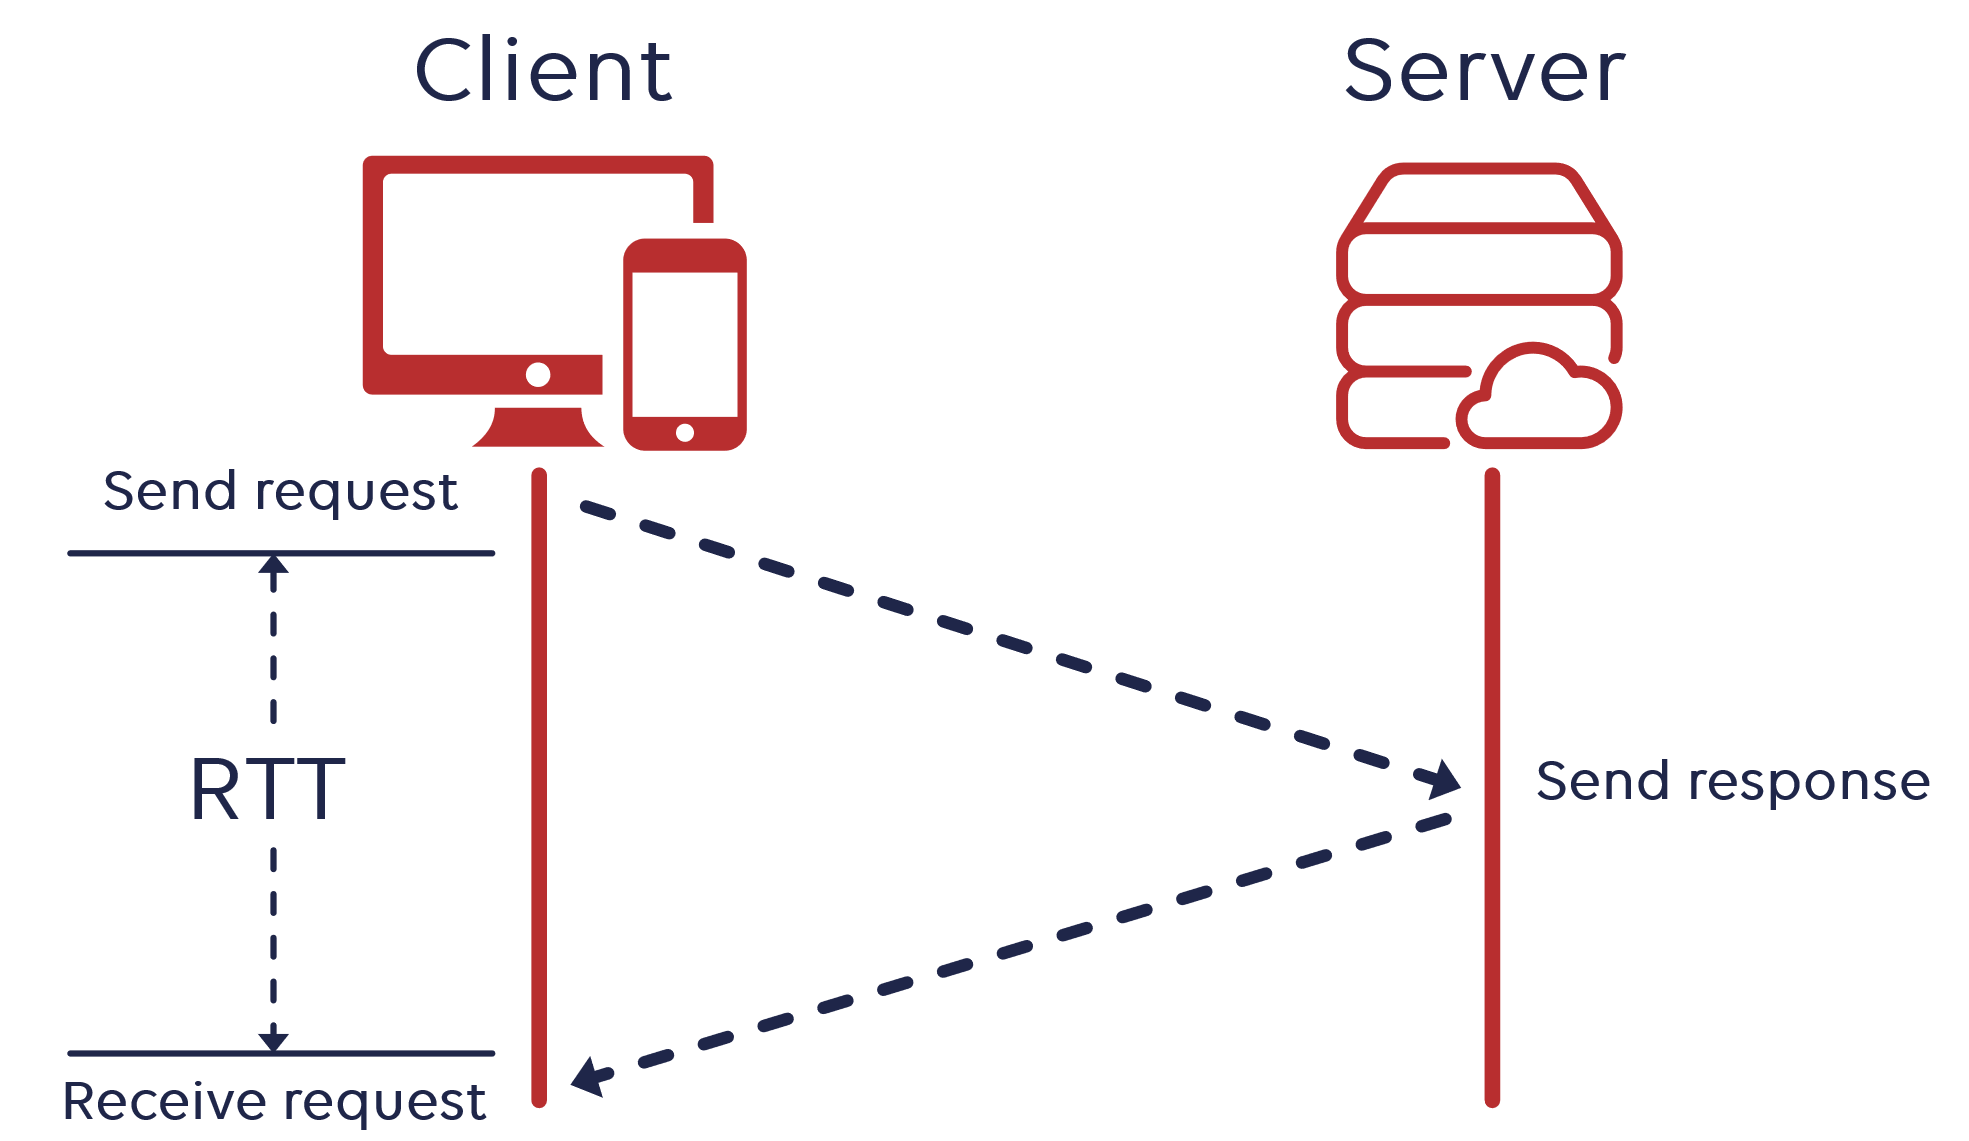 Client
Server
Send request
RTT
Send response
Receive request